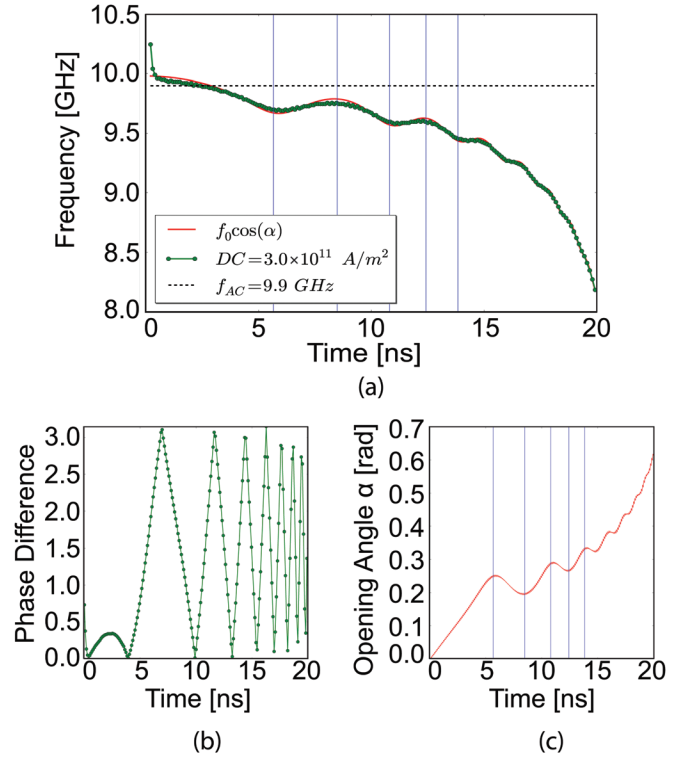 10.5
10.0
9.5
9.0
8.5
8.0
Frequency [GHz]
f₀cos(α)
DC=3.0×10¹¹ A/m²
f_AC=9.9 GHz
0 5 10 15 20
Time [ns]
(a)
3.0
2.5
2.0
1.5
1.0
0.5
0.0
Phase Difference
0 5 10 15 20
Time [ns]
(b)
0.7
0.6
0.5
0.4
0.3
0.2
0.1
0.0
Opening Angle α [rad]
0 5 10 15 20
Time [ns]
(c)